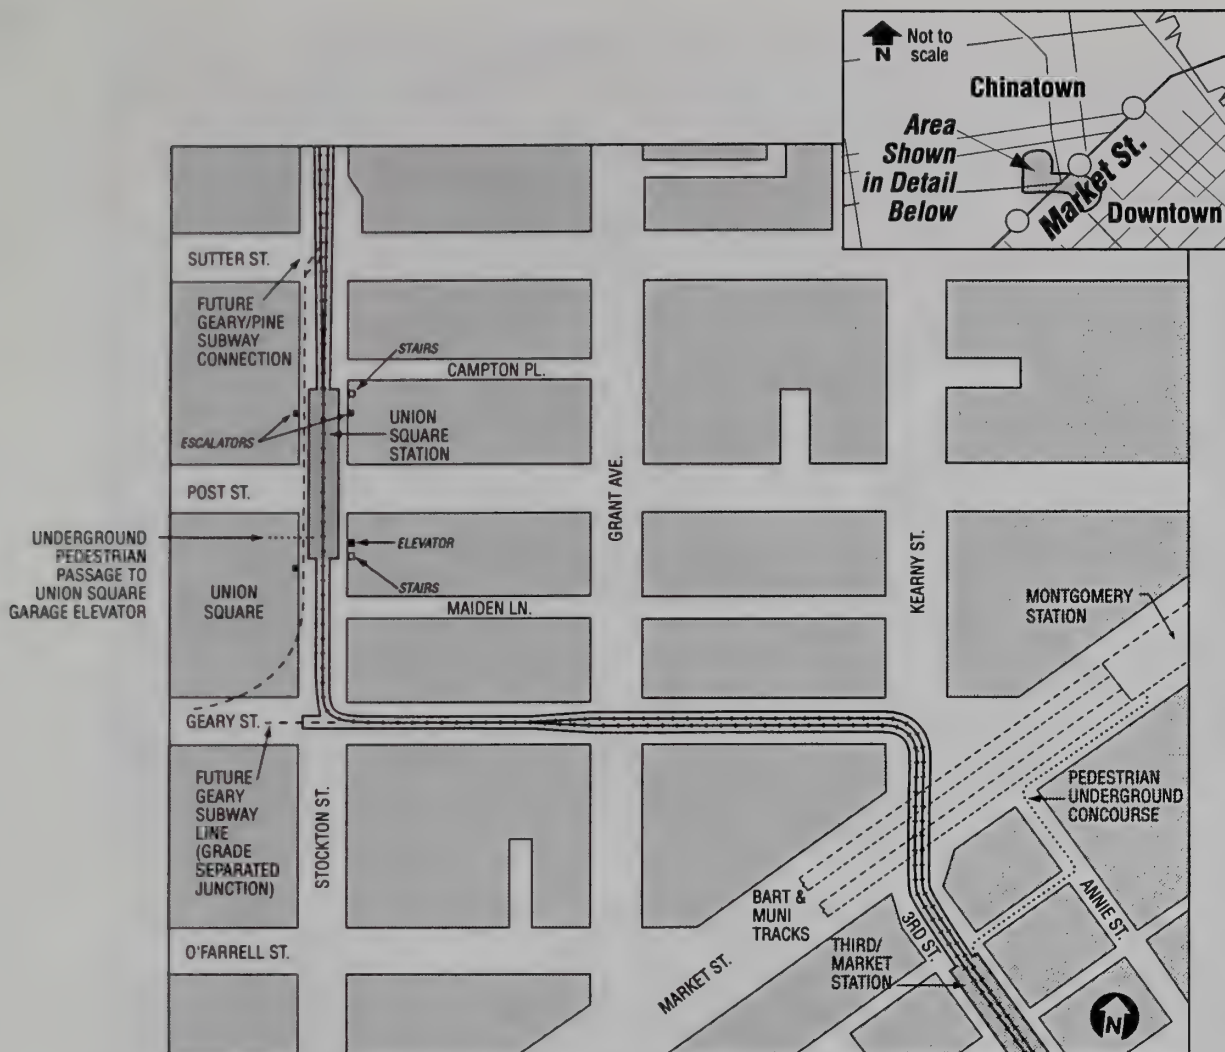 Not to
scale
N
Chinatown
Area
Shown
in Detail
Below
Market St.
Downtown
SUTTER ST.
FUTURE
GEARY/PINE
SUBWAY
CONNECTION
STAIRS
CAMPTON PL.
ESCALATORS
UNION
SQUARE
STATION
POST ST.
GRANT AVE.
KEARNY ST.
UNDERGROUND
PEDESTRIAN
PASSAGE TO
UNION SQUARE
GARAGE ELEVATOR
ELEVATOR
UNION
SQUARE
STAIRS
MAIDEN LN.
MONTGOMERY
STATION
GEARY ST.
FUTURE
GEARY
SUBWAY
LINE
(GRADE
SEPARATED
JUNCTION)
STOCKTON ST.
PEDESTRIAN
UNDERGROUND
CONCOURSE
BART &
MUNI
TRACKS
ANNIE ST.
3RD ST.
O'FARRELL ST.
THIRD/
MARKET
STATION
MARKET ST.
N